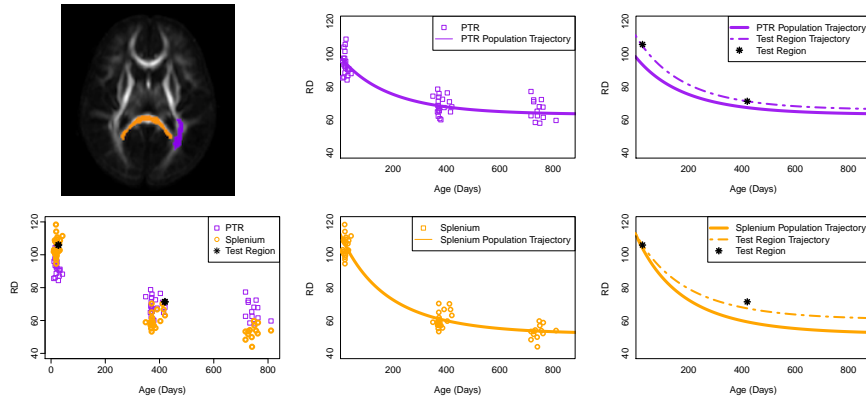 PTR
PTR Population Trajectory
RD
40 60 80 100 120
200 400 600 800
Age (Days)
PTR Population Trajectory
Test Region Trajectory
Test Region
RD
40 60 80 100 120
200 400 600 800
Age (Days)
PTR
Splenium
Test Region
RD
40 60 80 100 120
0 200 400 600 800
Age (Days)
Splenium
Splenium Population Trajectory
RD
40 60 80 100 120
200 400 600 800
Age (Days)
Splenium Population Trajectory
Test Region Trajectory
Test Region
RD
40 60 80 100 120
200 400 600 800
Age (Days)